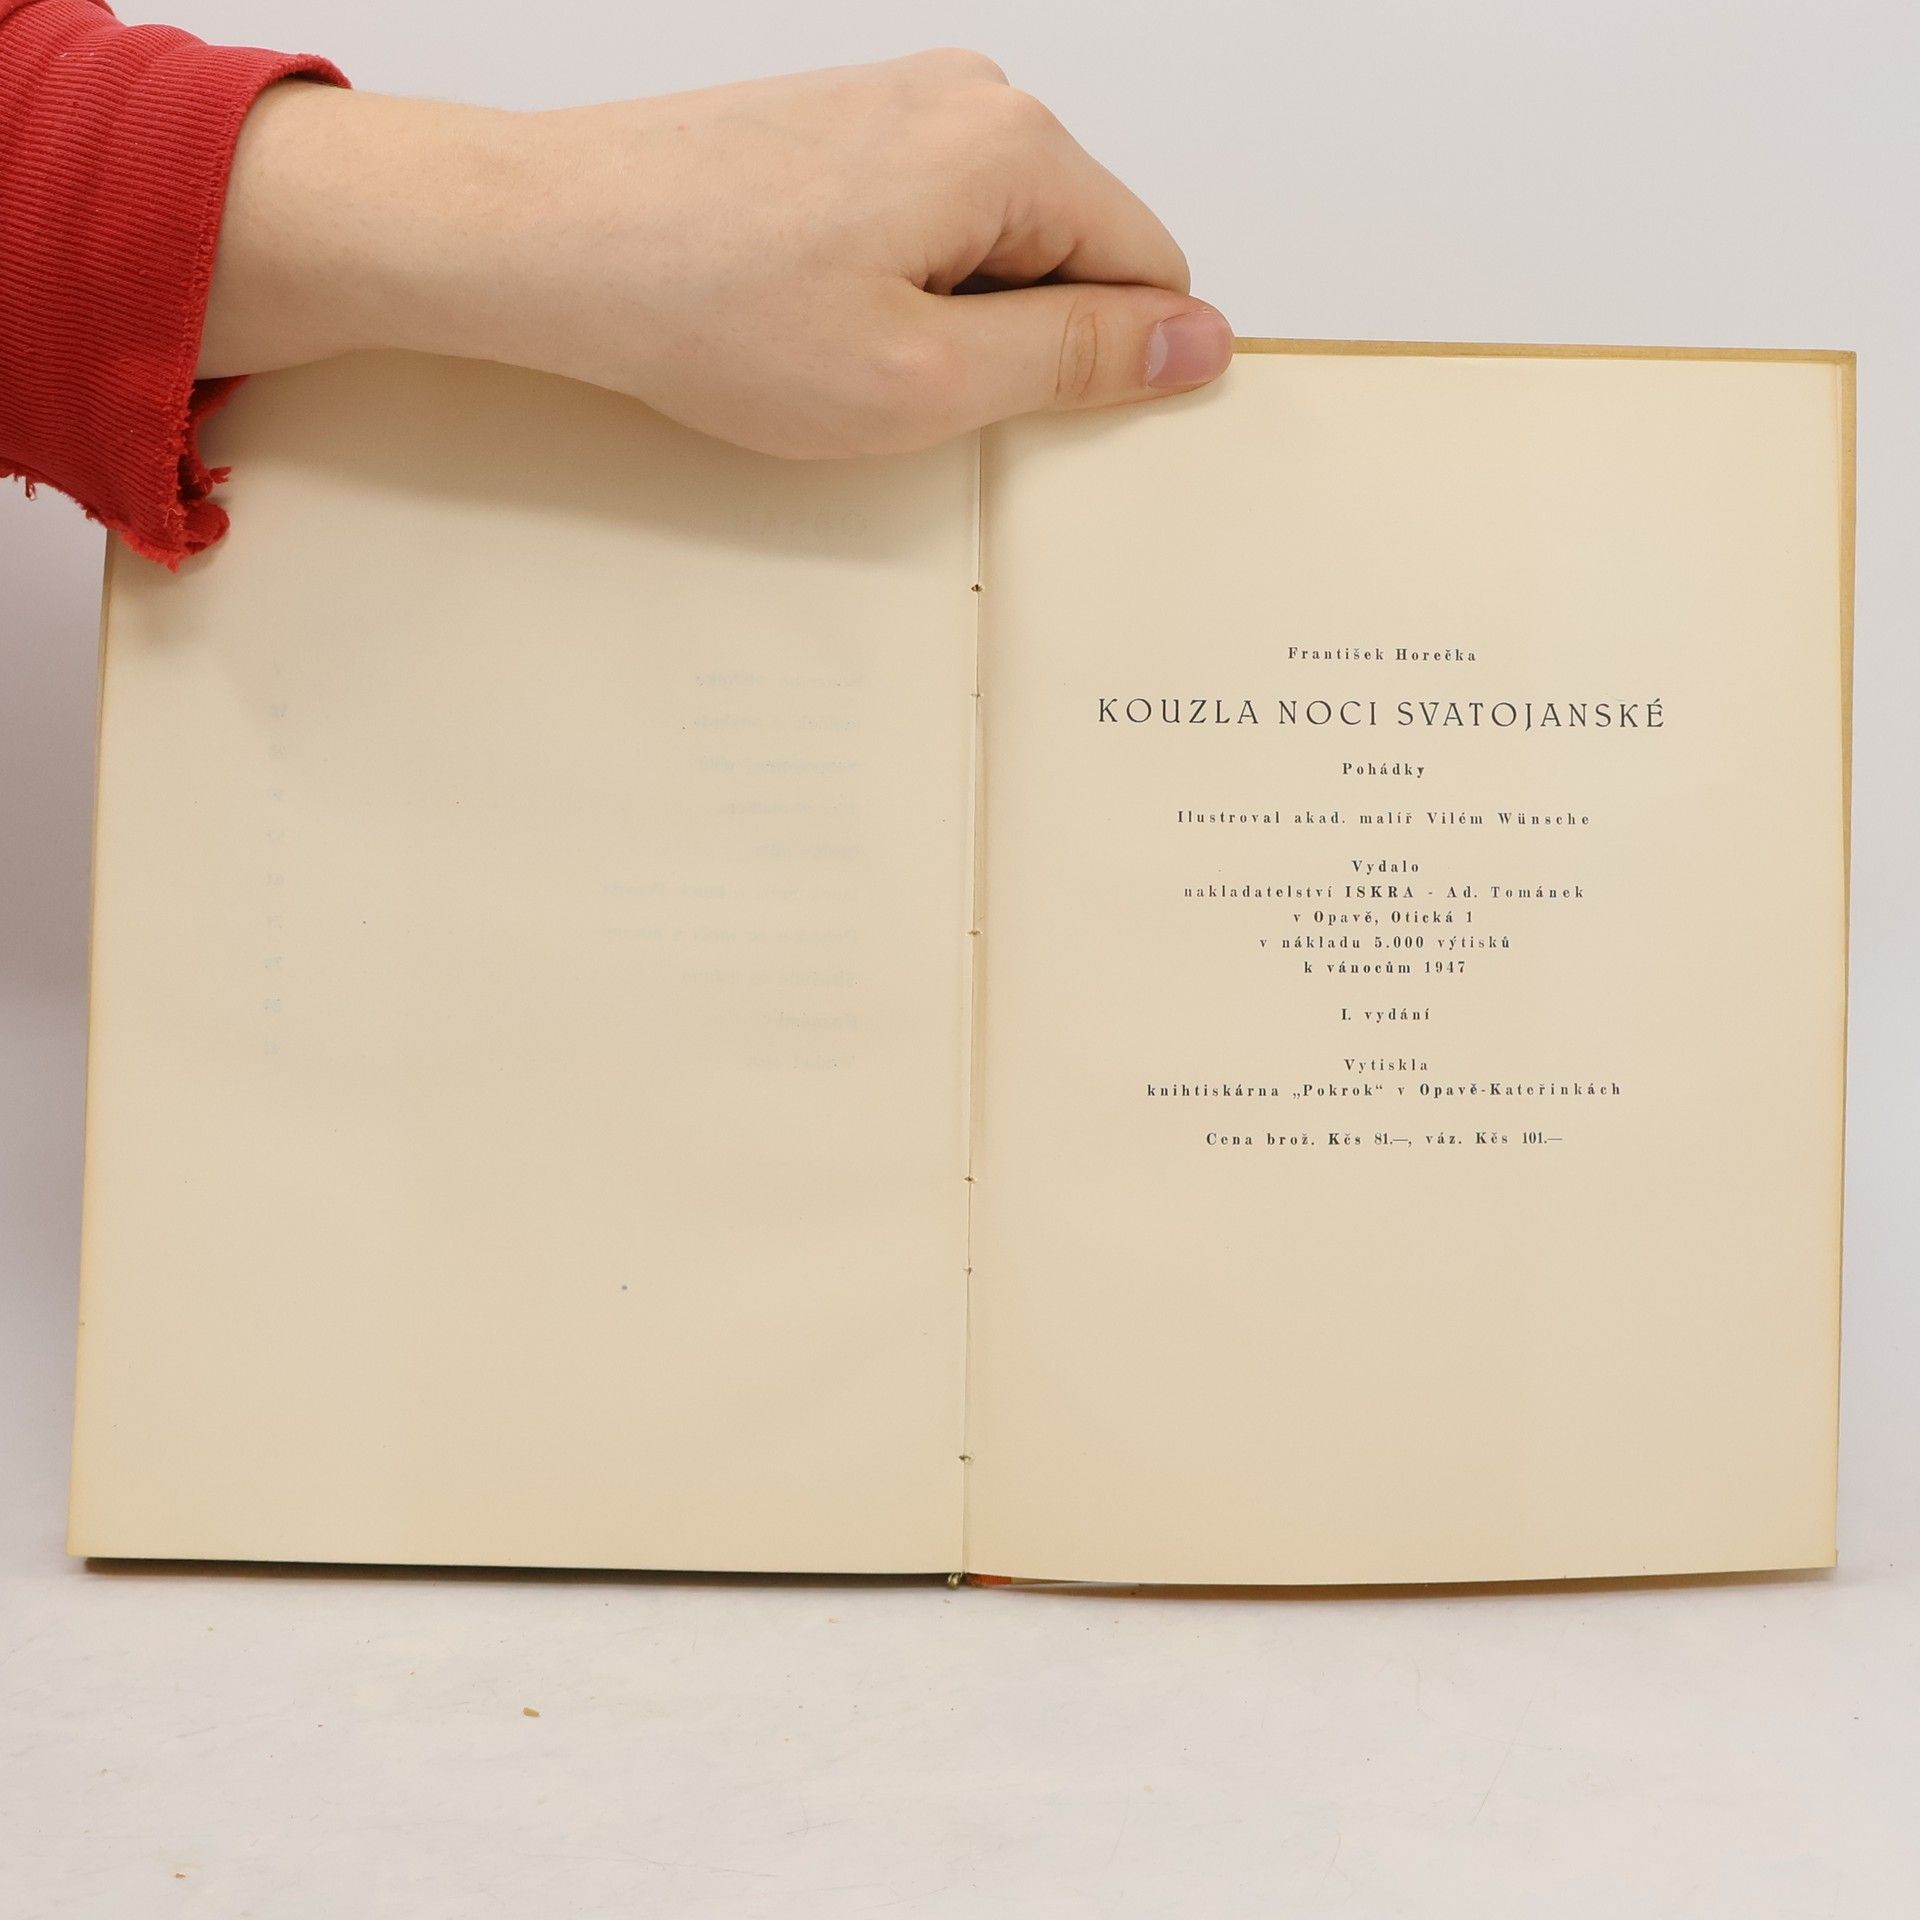 František Horečka
KOUZLA NOCI SVATOJANSKÉ
Pohádky
Ilustroval akad. malíř Vilém Wünsche
Vydalo
nakladatelství ISKRA - Ad. Tománek
v Opavě, Otická 1
v nákladu 5.000 výtisků
k vánocům 1947
I. vydání
Vytiskla
knihtiskárna „Pokrok“ v Opavě-Kateřinkách
Cena brož. Kčs 81.—, váz. Kčs 101.—